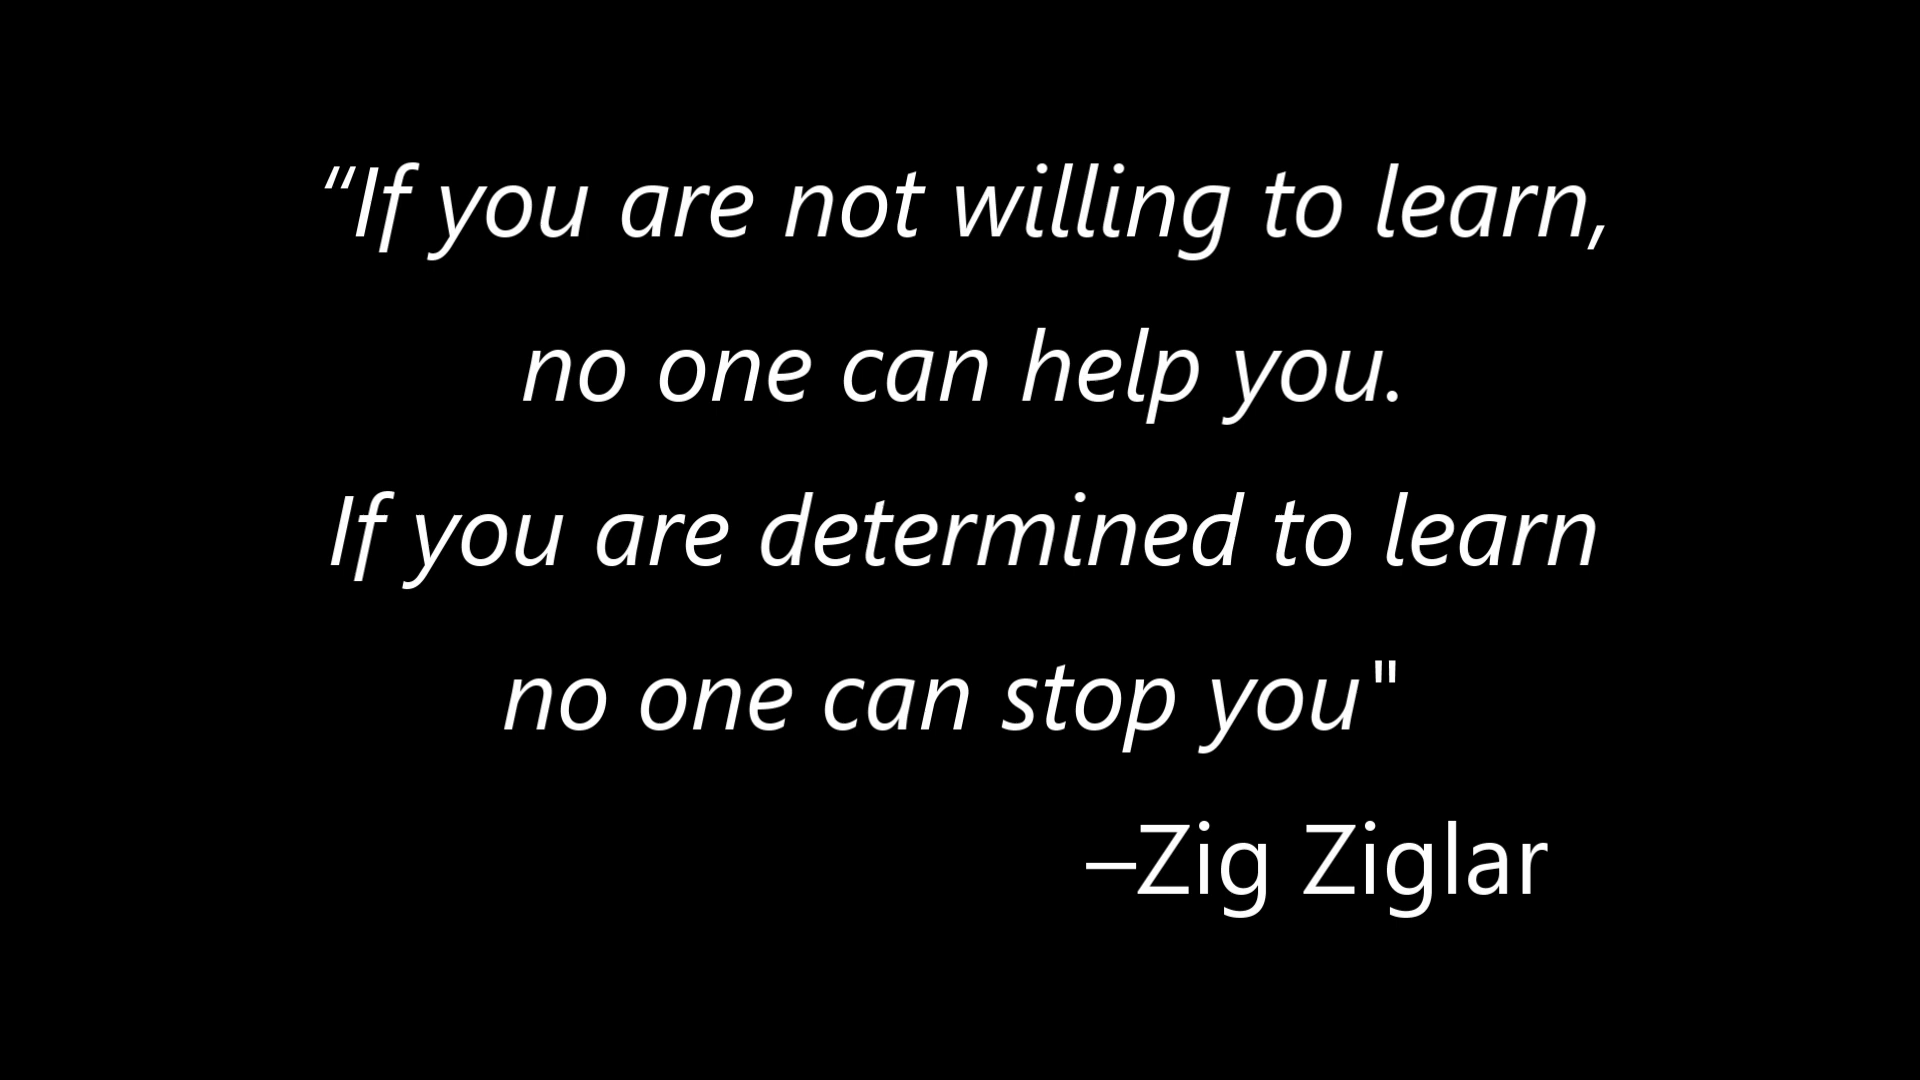 “If you are not willing to learn,
no one can help you.
If you are determined to learn
no one can stop you"
–Zig Ziglar